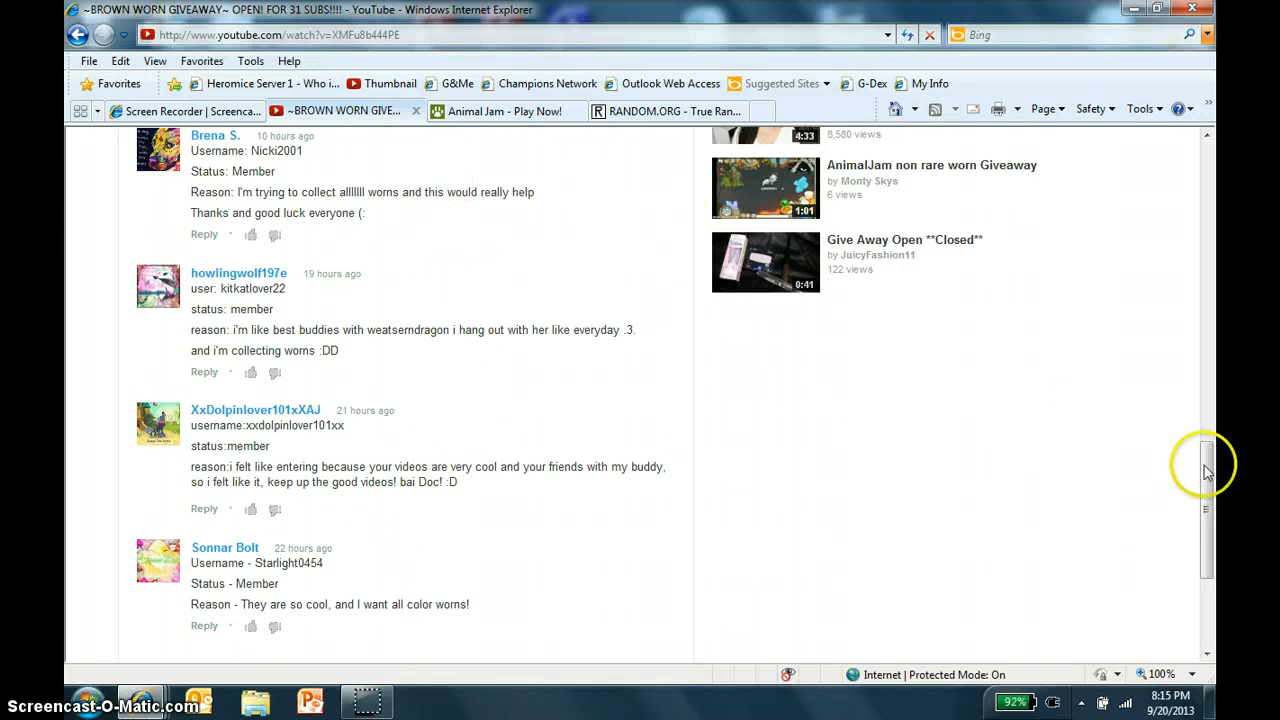 ~BROWN WORN GIVEAWAY~ OPEN! FOR 31 SUBS!!!! - YouTube - Windows Internet Explorer
http://www.youtube.com/watch?v=XMFu8b444PE
Bing
File Edit View Favorites Tools Help
Favorites Heromice Server 1 - Who i... Thumbnail G&Me Champions Network Outlook Web Access Suggested Sites G-Dex My Info
Screen Recorder | Screenca... ~BROWN WORN GIVE... Animal Jam - Play Now! RANDOM.ORG - True Ran... Page Safety Tools
Brena S. 10 hours ago
Username: Nicki2001
Status: Member
Reason: I'm trying to collect alllllll worns and this would really help
Thanks and good luck everyone (:
Reply
howlingwolf197e 19 hours ago
user: kitkatlover22
status: member
reason: i'm like best buddies with weatserndragon i hang out with her like everyday .3.
and i'm collecting worns :DD
Reply
XxDolpinlover101xXAJ 21 hours ago
username:xxdolpinlover101xx
status:member
reason:i felt like entering because your videos are very cool and your friends with my buddy,
so i felt like it, keep up the good videos! bai Doc! :D
Reply
Sonnar Bolt 22 hours ago
Username - Starlight0454
Status - Member
Reason - They are so cool, and I want all color worns!
Reply
4:33
8,580 views
1:01
AnimalJam non rare worn Giveaway
by Monty Skys
6 views
0:41
Give Away Open **Closed**
by JuicyFashion11
122 views
Internet | Protected Mode: On
100%
92%
8:15 PM
9/20/2013
Screencast-O-Matic.com